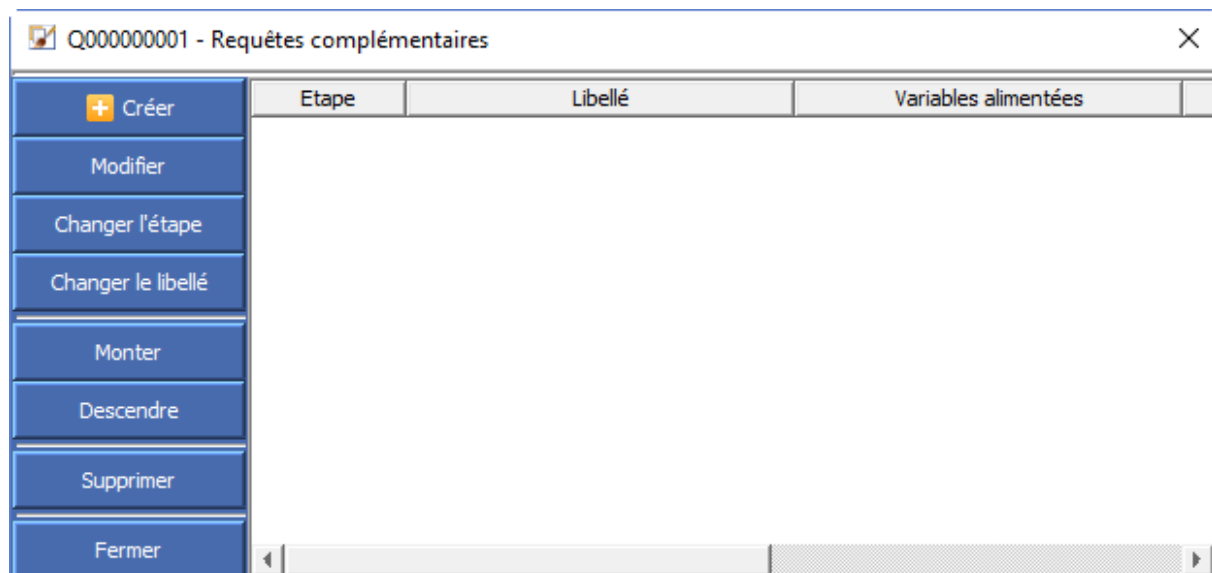 Q000000001 - Requêtes complémentaires
Créer
Etape
Libellé
Variables alimentées
Modifier
Changer l'étape
Changer le libellé
Monter
Descendre
Supprimer
Fermer